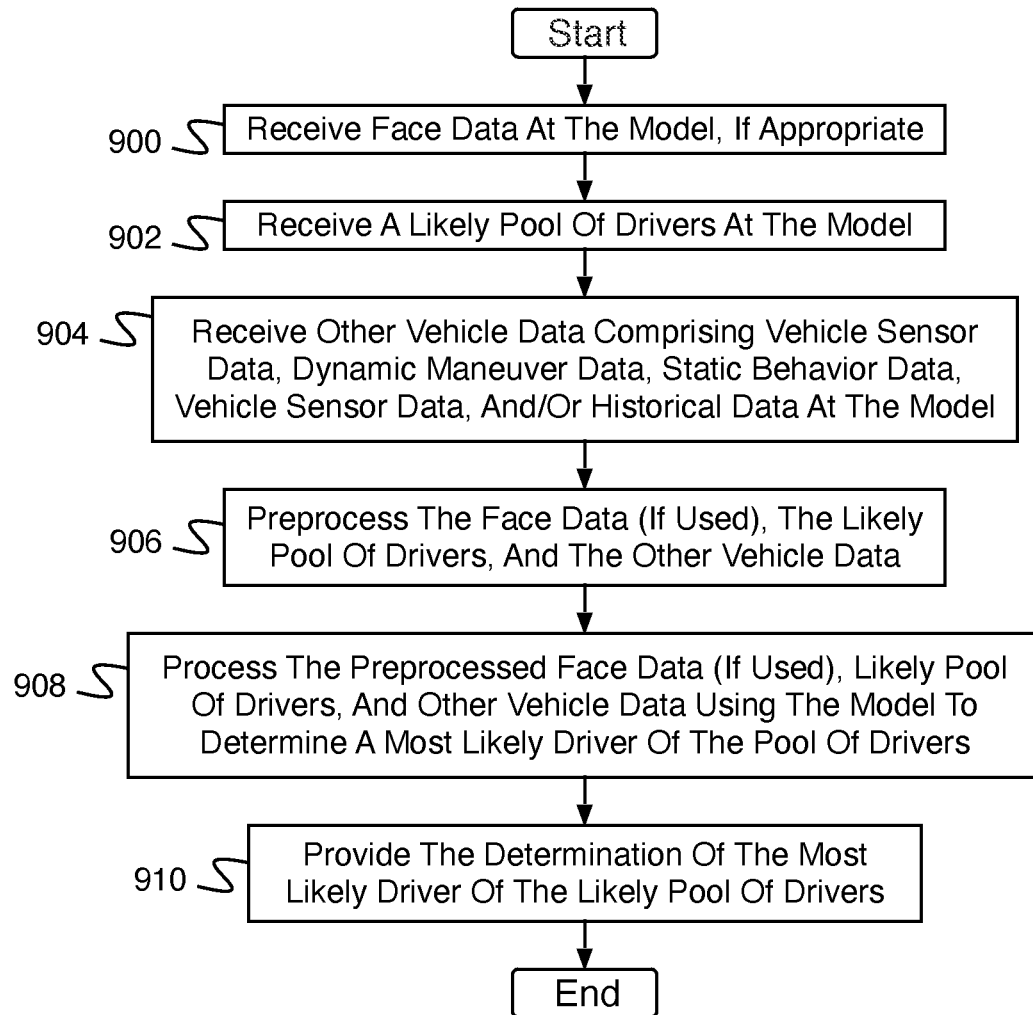 Start
900
Receive Face Data At The Model, If Appropriate
902
Receive A Likely Pool Of Drivers At The Model
904
Receive Other Vehicle Data Comprising Vehicle Sensor
Data, Dynamic Maneuver Data, Static Behavior Data,
Vehicle Sensor Data, And/Or Historical Data At The Model
906
Preprocess The Face Data (If Used), The Likely
Pool Of Drivers, And The Other Vehicle Data
908
Process The Preprocessed Face Data (If Used), Likely Pool
Of Drivers, And Other Vehicle Data Using The Model To
Determine A Most Likely Driver Of The Pool Of Drivers
910
Provide The Determination Of The Most
Likely Driver Of The Likely Pool Of Drivers
End